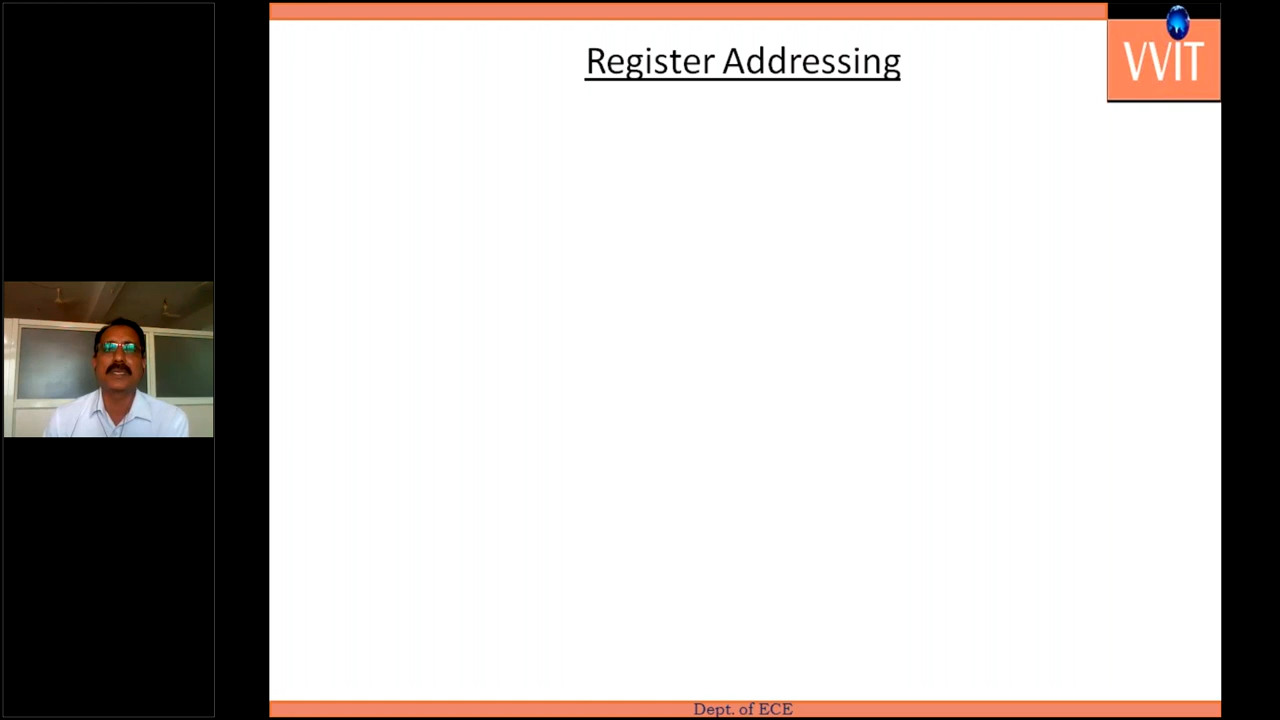 Register Addressing
VVIT
Dept. of ECE